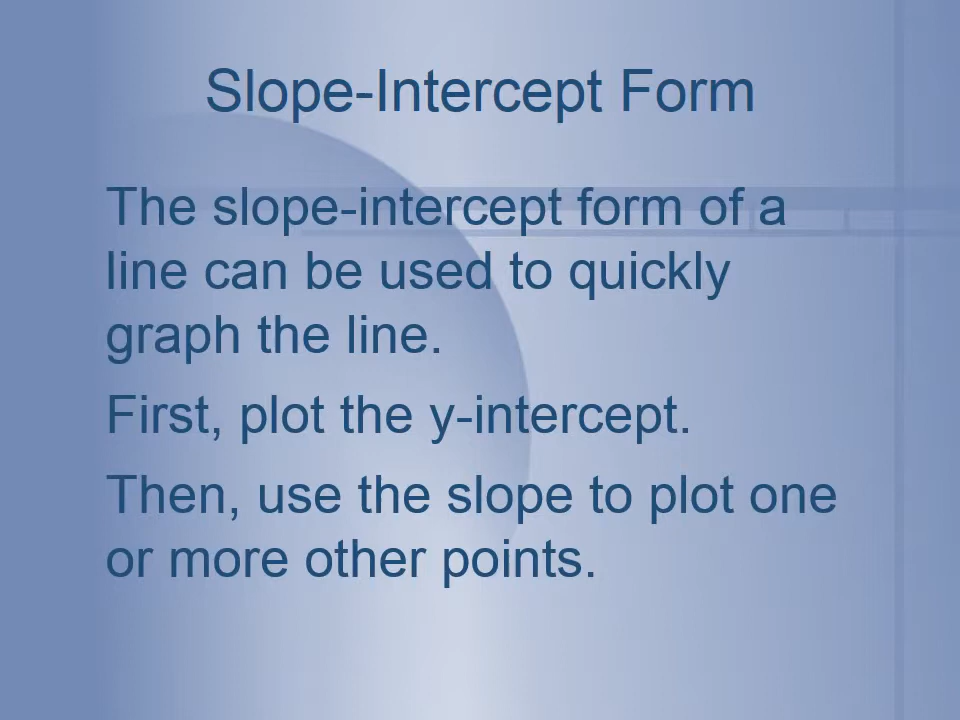 Slope-Intercept Form
The slope-intercept form of a
line can be used to quickly
graph the line.
First, plot the y-intercept.
Then, use the slope to plot one
or more other points.